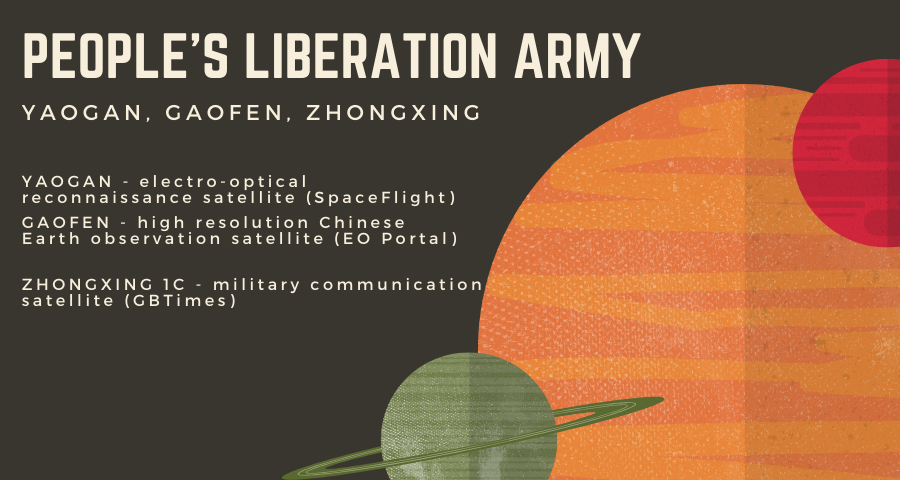 PEOPLE'S LIBERATION ARMY
YAOGAN, GAOFEN, ZHONGXING
YAOGAN - electro-optical
reconnaissance satellite (SpaceFlight)
GAOFEN - high resolution Chinese
Earth observation satellite (EO Portal)
ZHONGXING 1C - military communication
satellite (GBTimes)